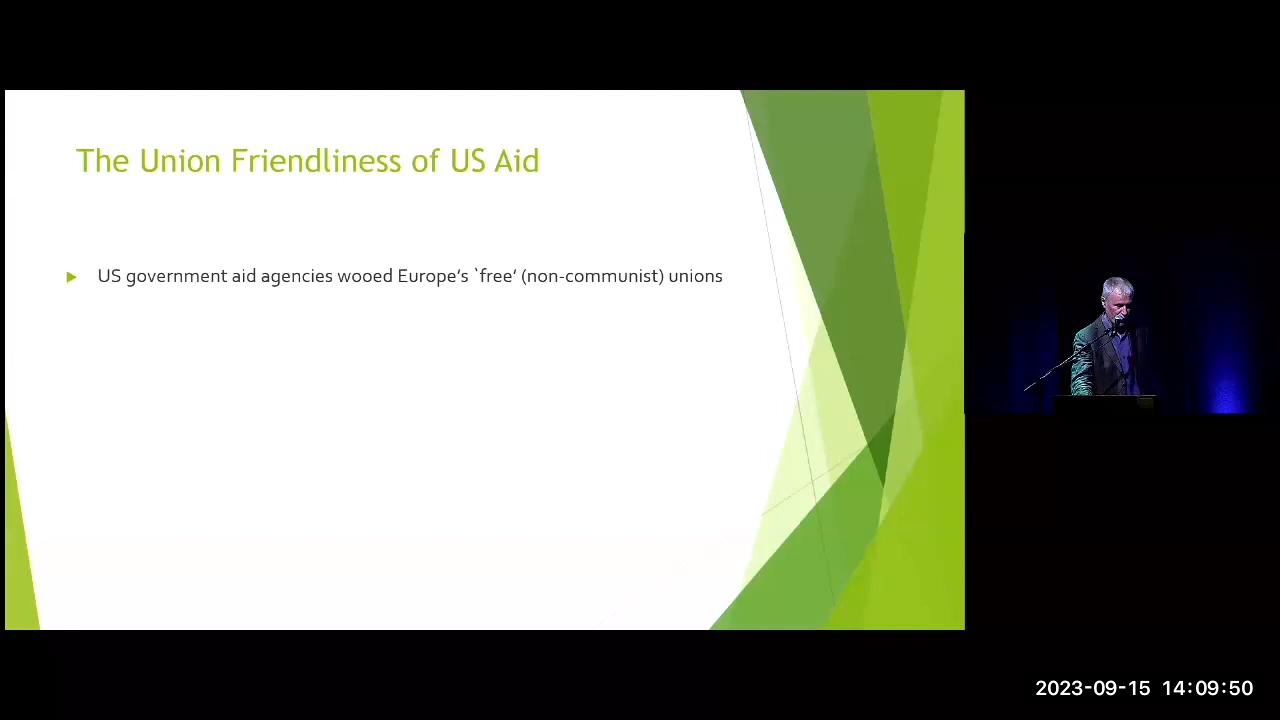 The Union Friendliness of US Aid
US government aid agencies wooed Europe’s `free’ (non-communist) unions
2023-09-15 14:09:50